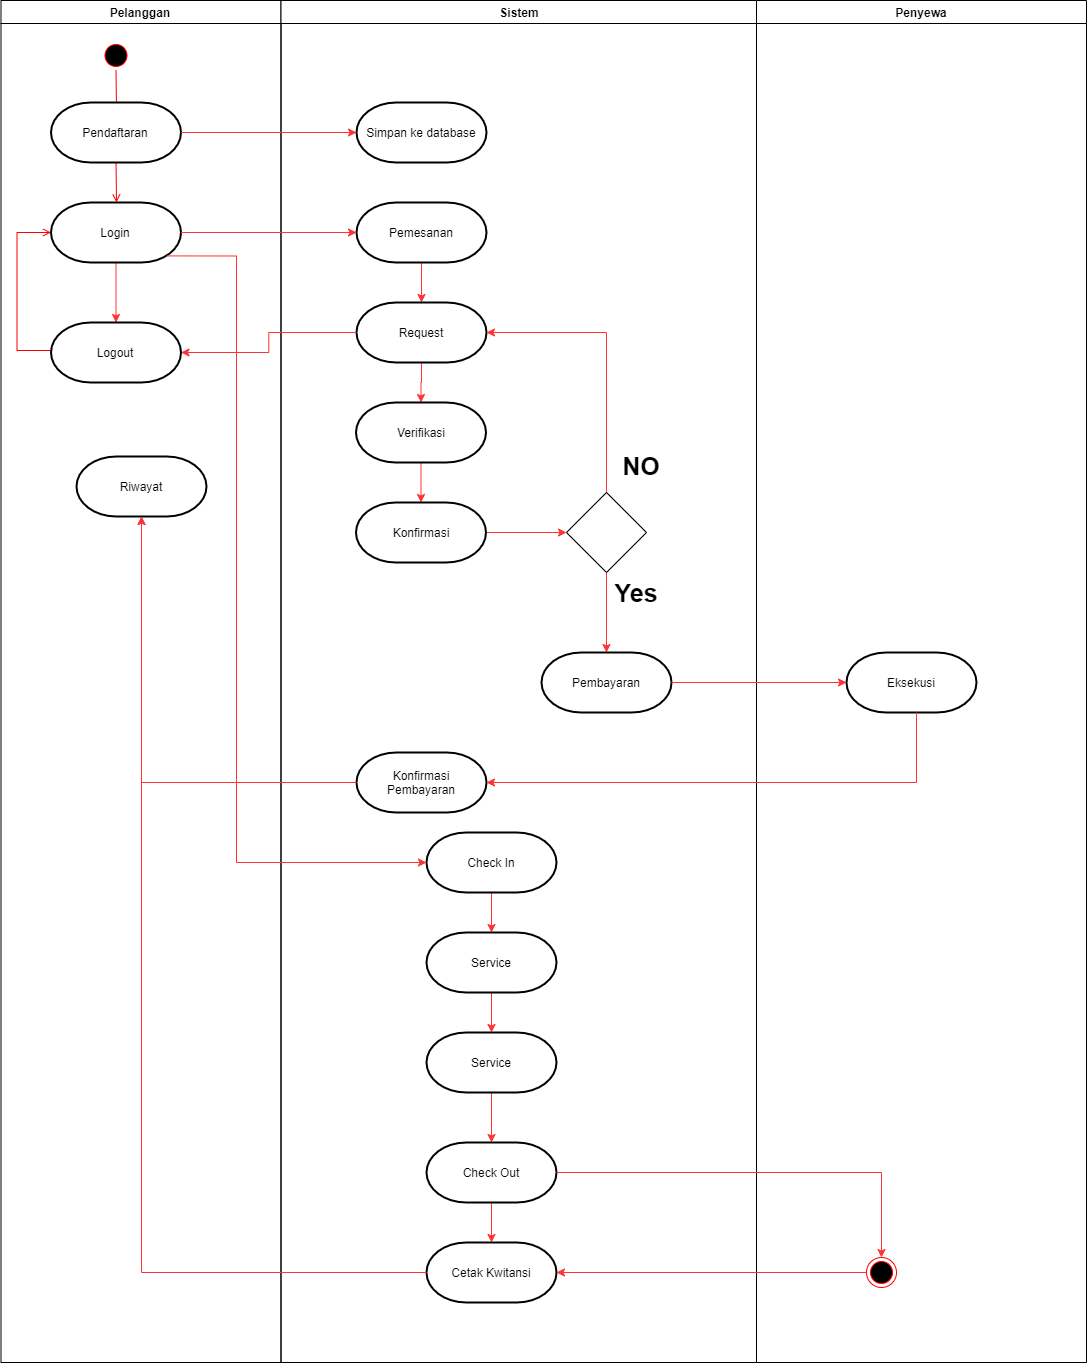 Pelanggan
Sistem
Penyewa
Pendaftaran
Simpan ke database
Login
Pemesanan
Request
Logout
Verifikasi
NO
Riwayat
Konfirmasi
Yes
Pembayaran
Eksekusi
Konfirmasi
Pembayaran
Check In
Service
Service
Check Out
Cetak Kwitansi